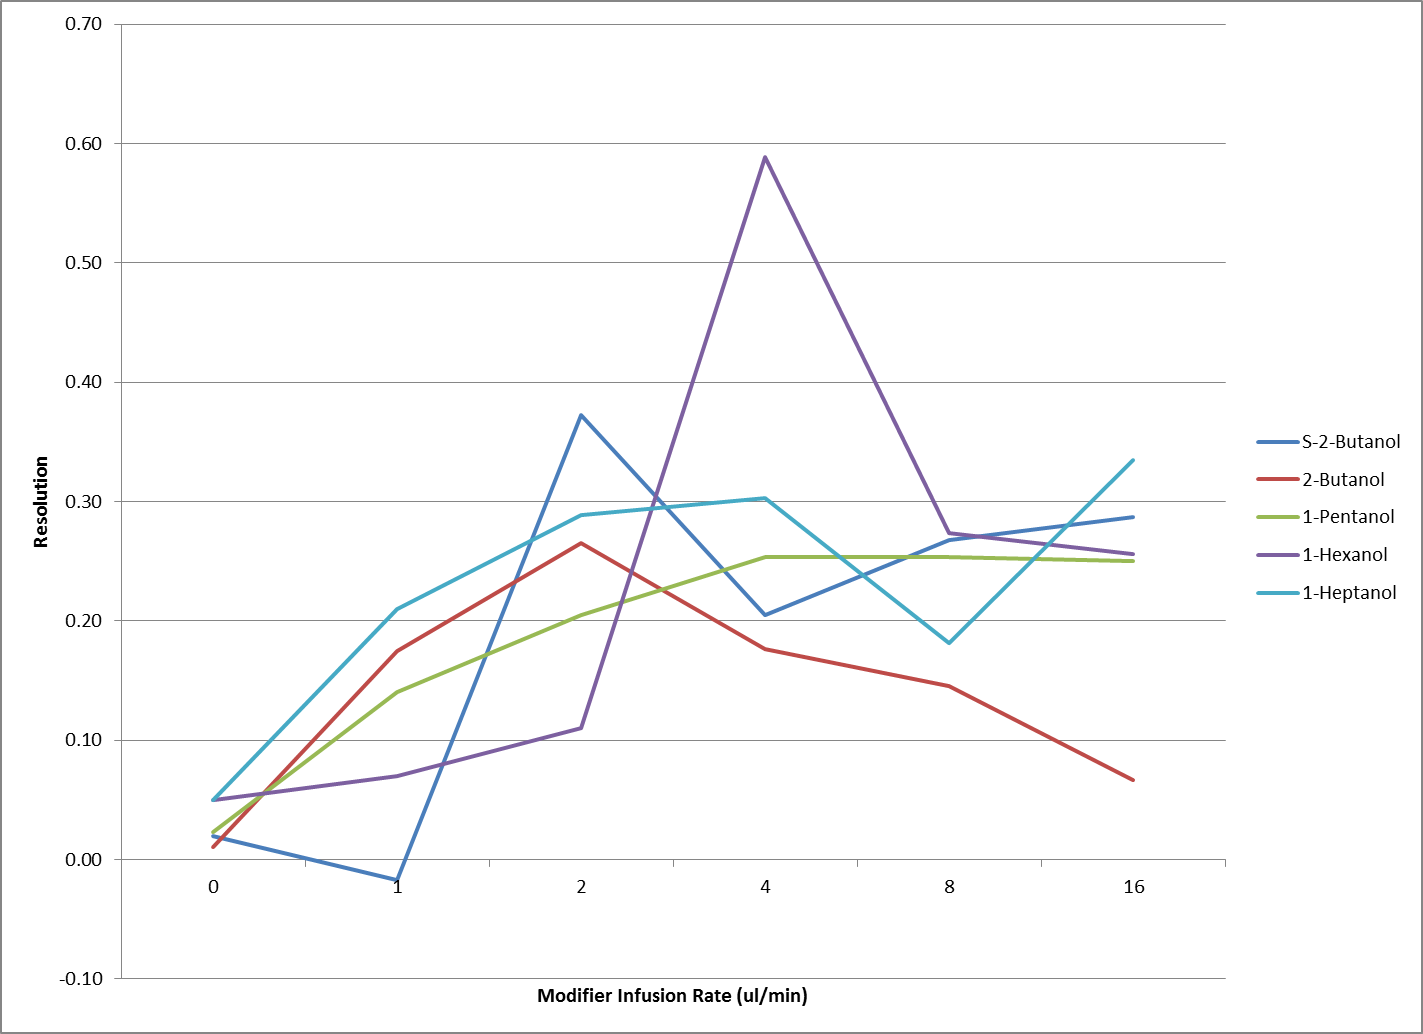 0.70
0.60
0.50
0.40
0.30
0.20
0.10
0.00
-0.10
Resolution
0 1 2 4 8 16
Modifier Infusion Rate (ul/min)
S-2-Butanol
2-Butanol
1-Pentanol
1-Hexanol
1-Heptanol